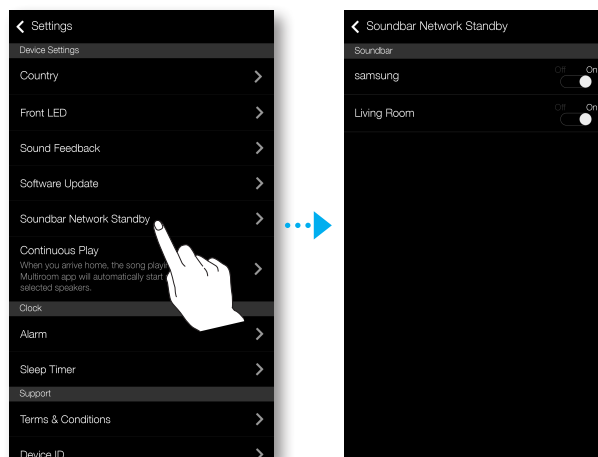 Settings
Device Settings
Country
Front LED
Sound Feedback
Software Update
Soundbar Network Standby
Continuous Play
When you arrive home, the song playi
Multiroom app will automatically start
selected speakers.
Clock
Alarm
Sleep Timer
Support
Terms & Conditions
Device ID
Soundbar Network Standby
Soundbar
samsung
Off On
Living Room
Off On